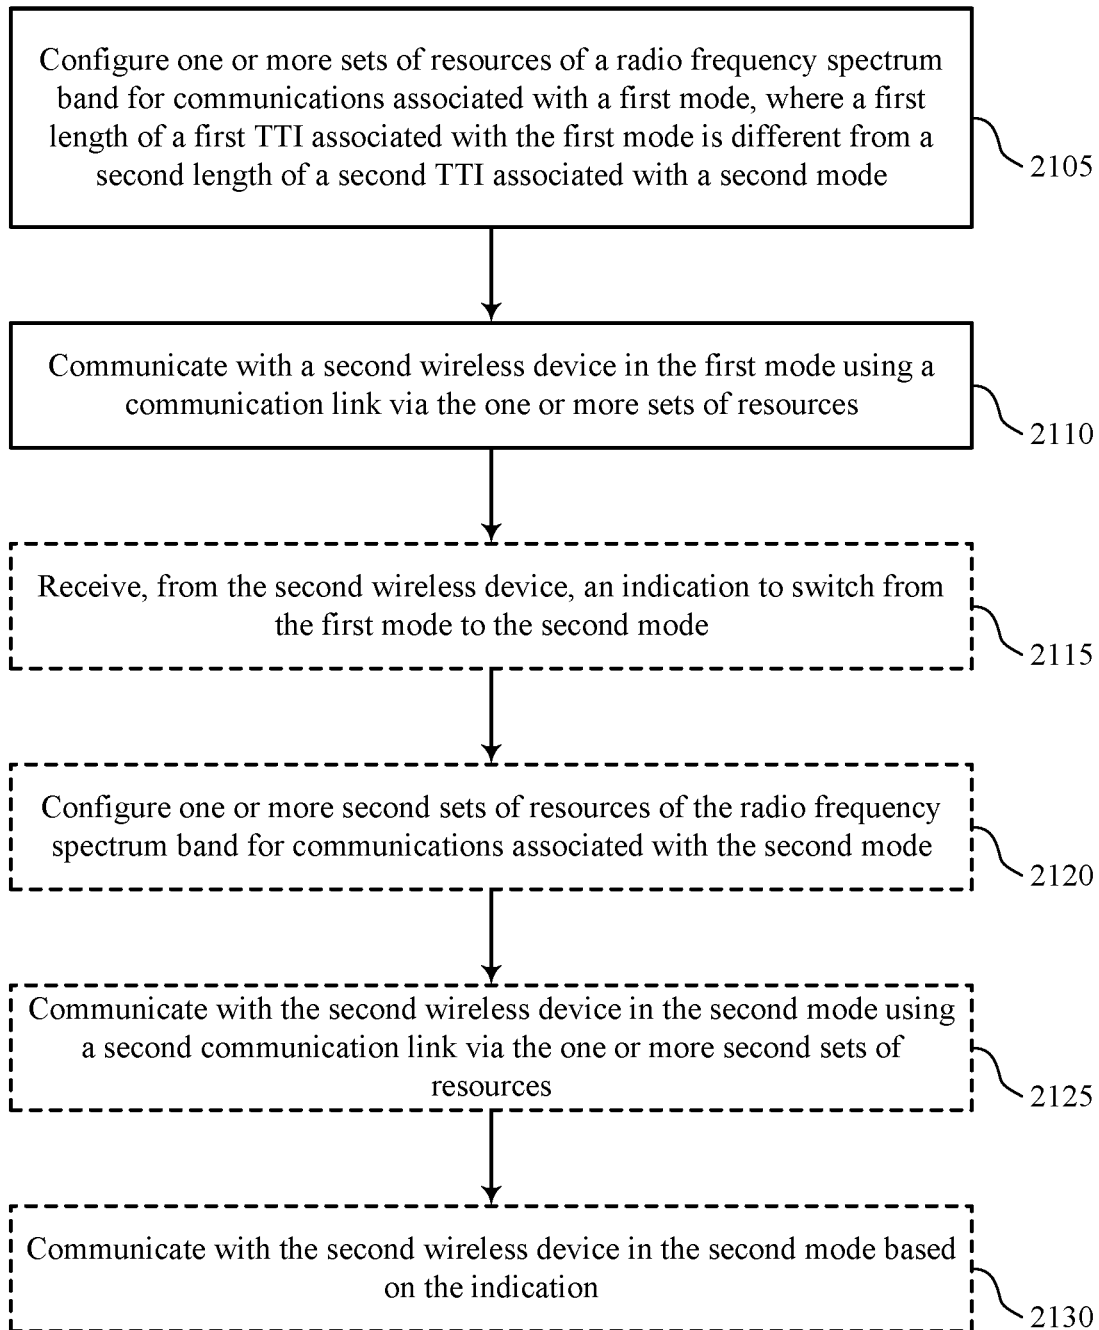 Configure one or more sets of resources of a radio frequency spectrum
band for communications associated with a first mode, where a first
length of a first TTI associated with the first mode is different from a
second length of a second TTI associated with a second mode
2105
Communicate with a second wireless device in the first mode using a
communication link via the one or more sets of resources
2110
Receive, from the second wireless device, an indication to switch from
the first mode to the second mode
2115
Configure one or more second sets of resources of the radio frequency
spectrum band for communications associated with the second mode
2120
Communicate with the second wireless device in the second mode using
a second communication link via the one or more second sets of
resources
2125
Communicate with the second wireless device in the second mode based
on the indication
2130